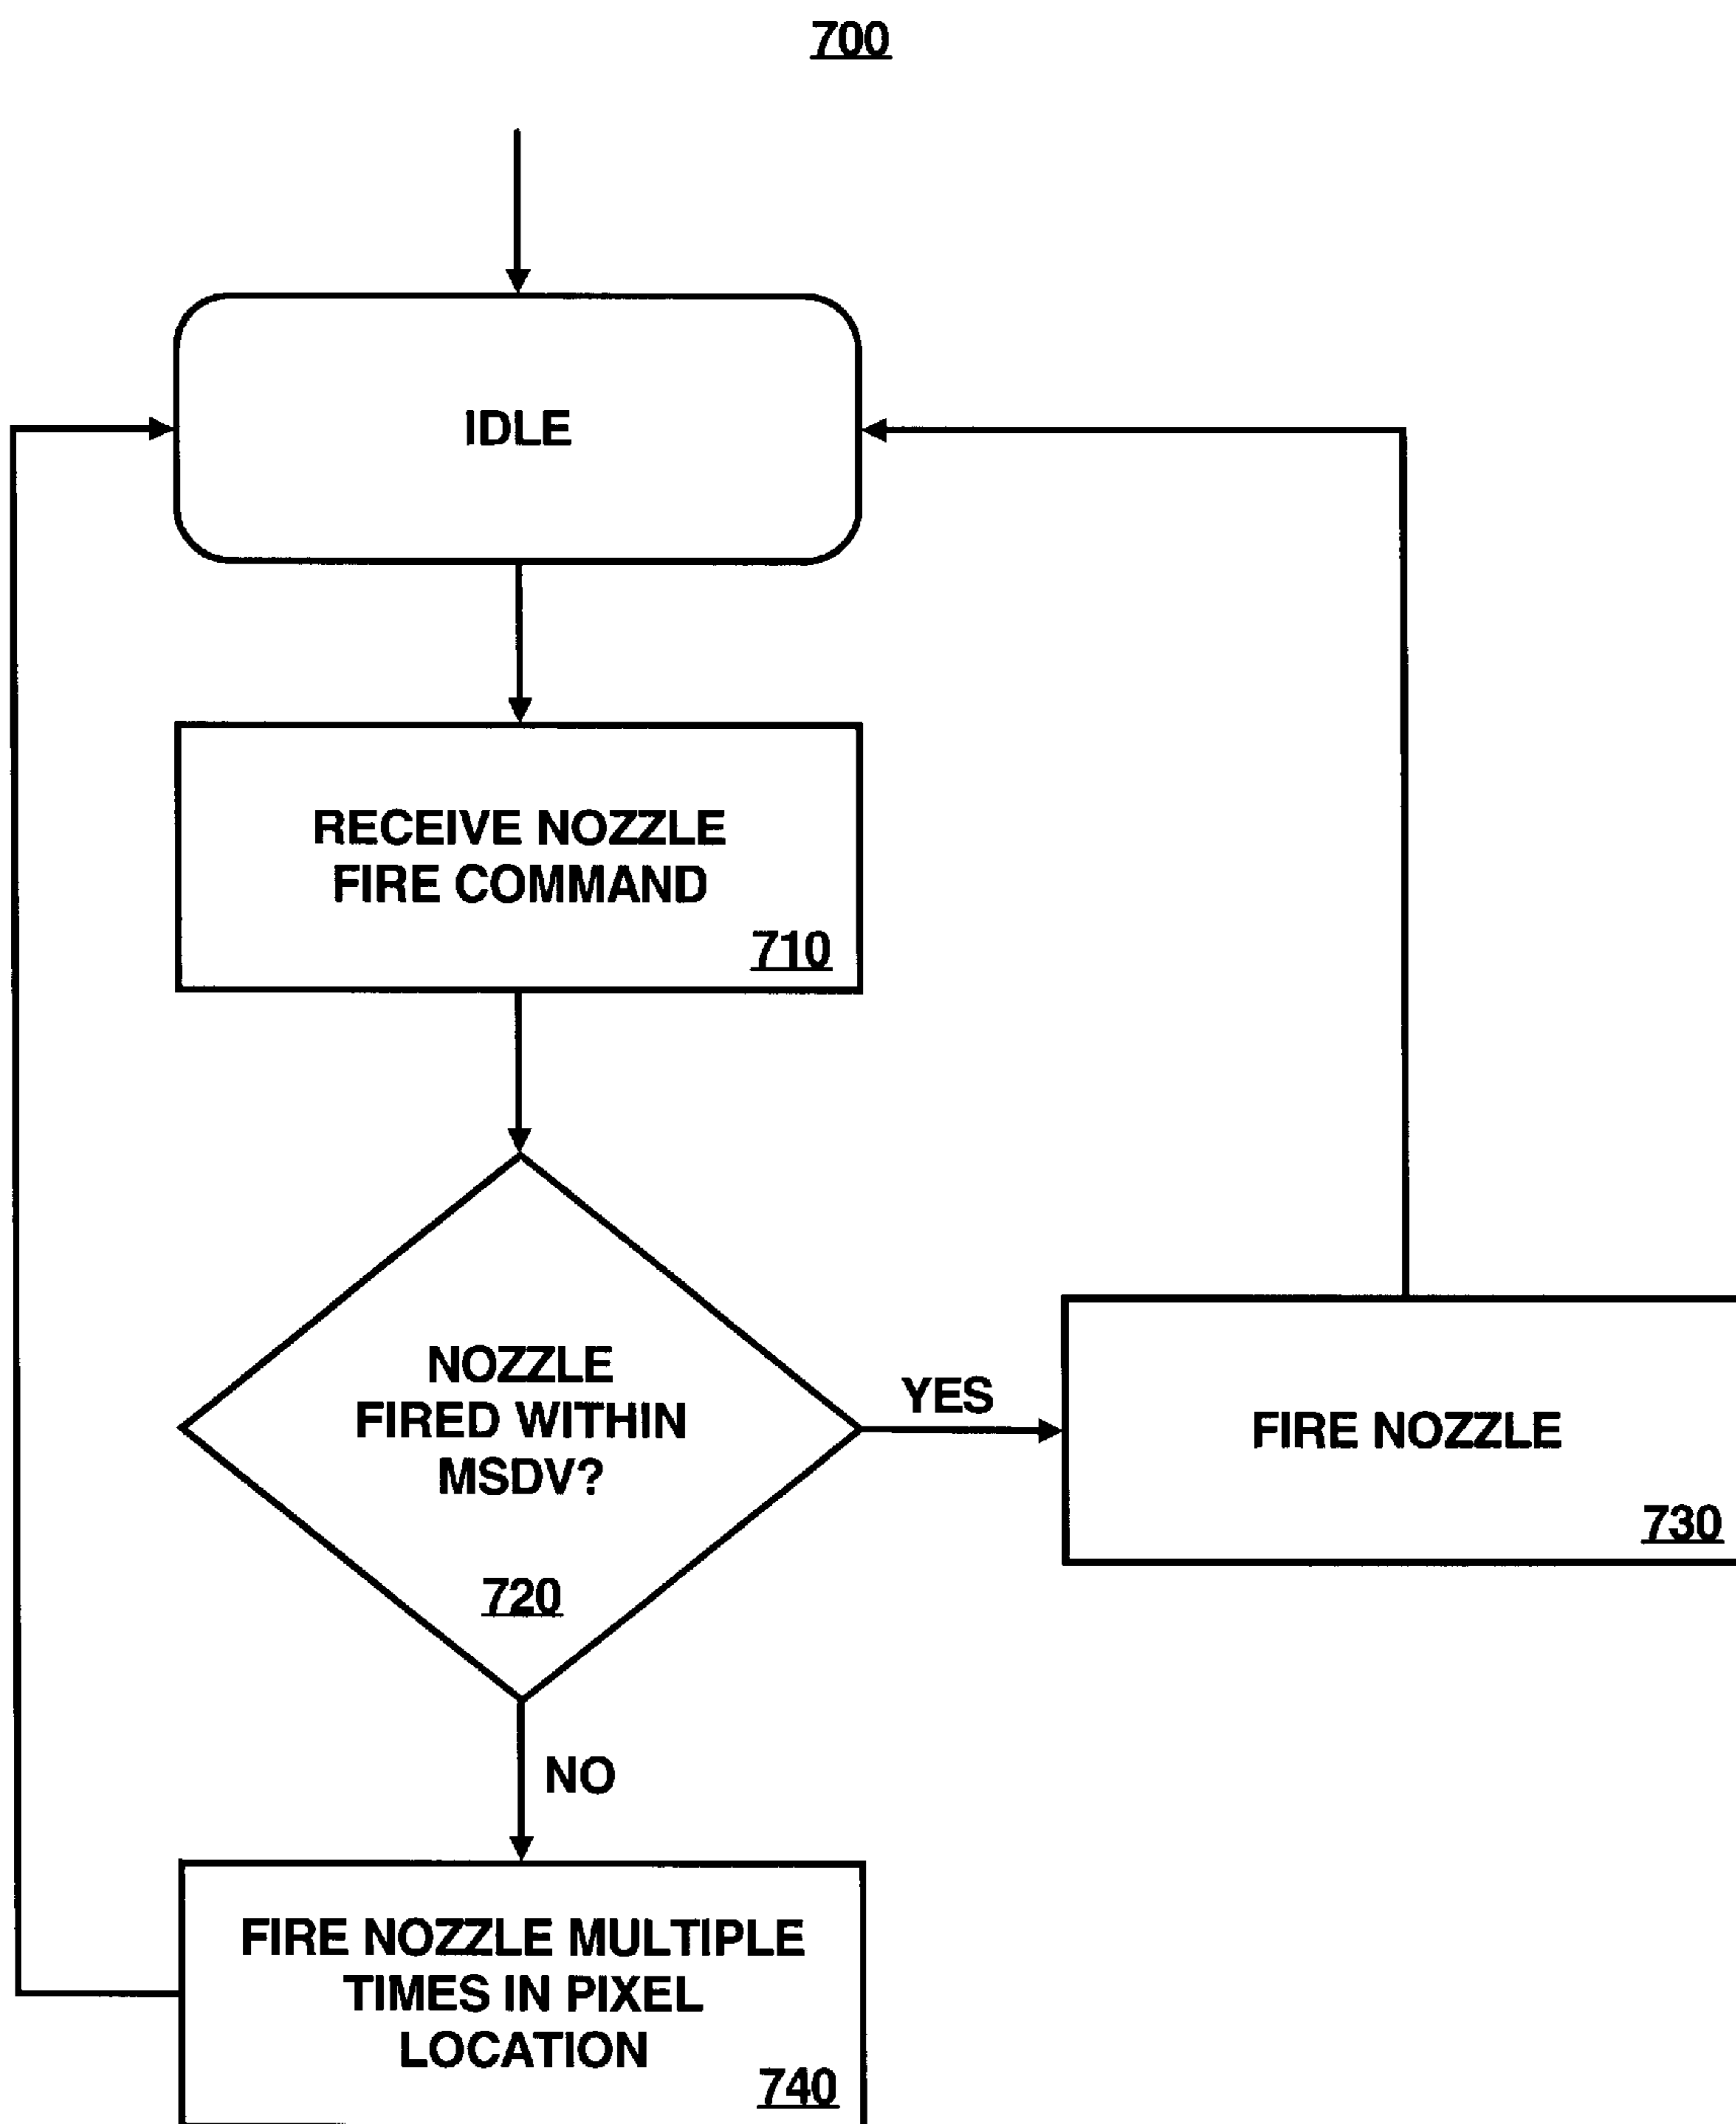 700
IDLE
RECEIVE NOZZLE
FIRE COMMAND
710
NOZZLE
FIRED WITHIN
MSDV?
720
YES
FIRE NOZZLE
730
NO
FIRE NOZZLE MULTIPLE
TIMES IN PIXEL
LOCATION
740